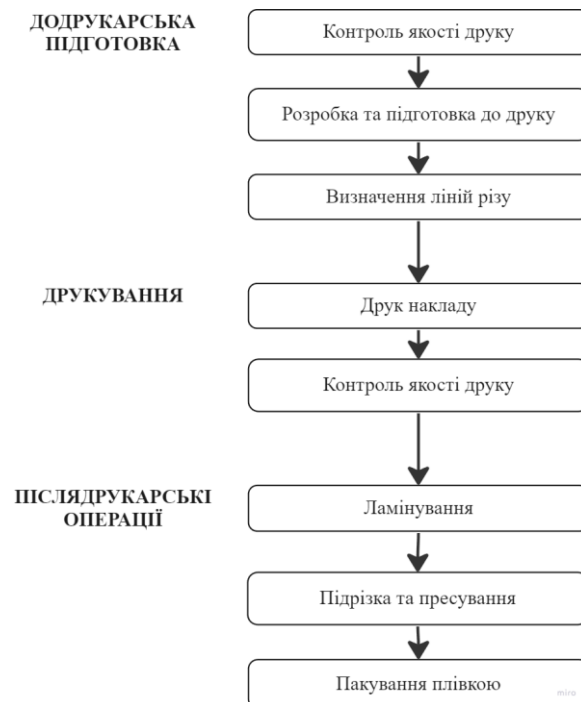 ДОДРУКАРСЬКА
ПІДГОТОВКА
Контроль якості друку
Розробка та підготовка до друку
Визначення ліній різу
ДРУКУВАННЯ
Друк накладу
Контроль якості друку
ПІСЛЯДРУКАРСЬКІ
ОПЕРАЦІЇ
Ламінування
Підрізка та пресування
Пакування плівкою
miro